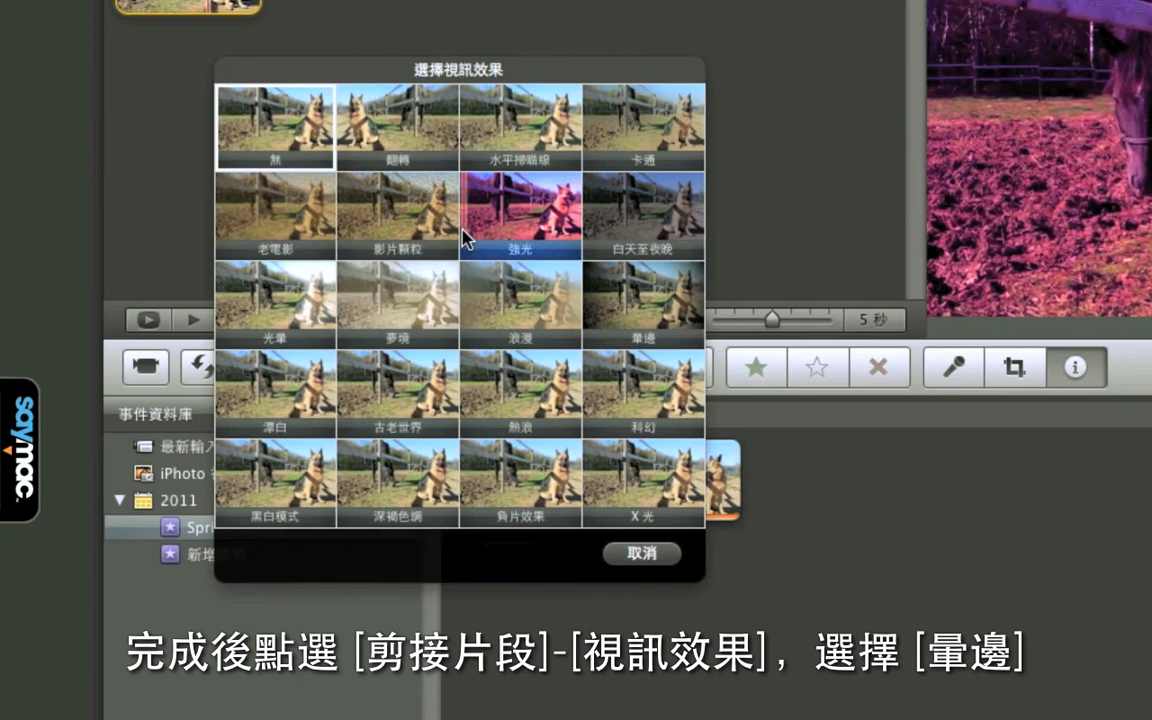 選擇視訊效果
無 翻轉 水平掃瞄線 卡通
老電影 影片顆粒 強光 白天至夜晚
光暈 夢境 浪漫 暈邊
漂白 古老世界 熱浪 科幻
黑白模式 深褐色調 負片效果 X 光
取消
5 秒
事件資料庫
最新輸入
iPhoto
2011
Spri
新增
saymac
完成後點選 [剪接片段]-[視訊效果]，選擇 [暈邊]